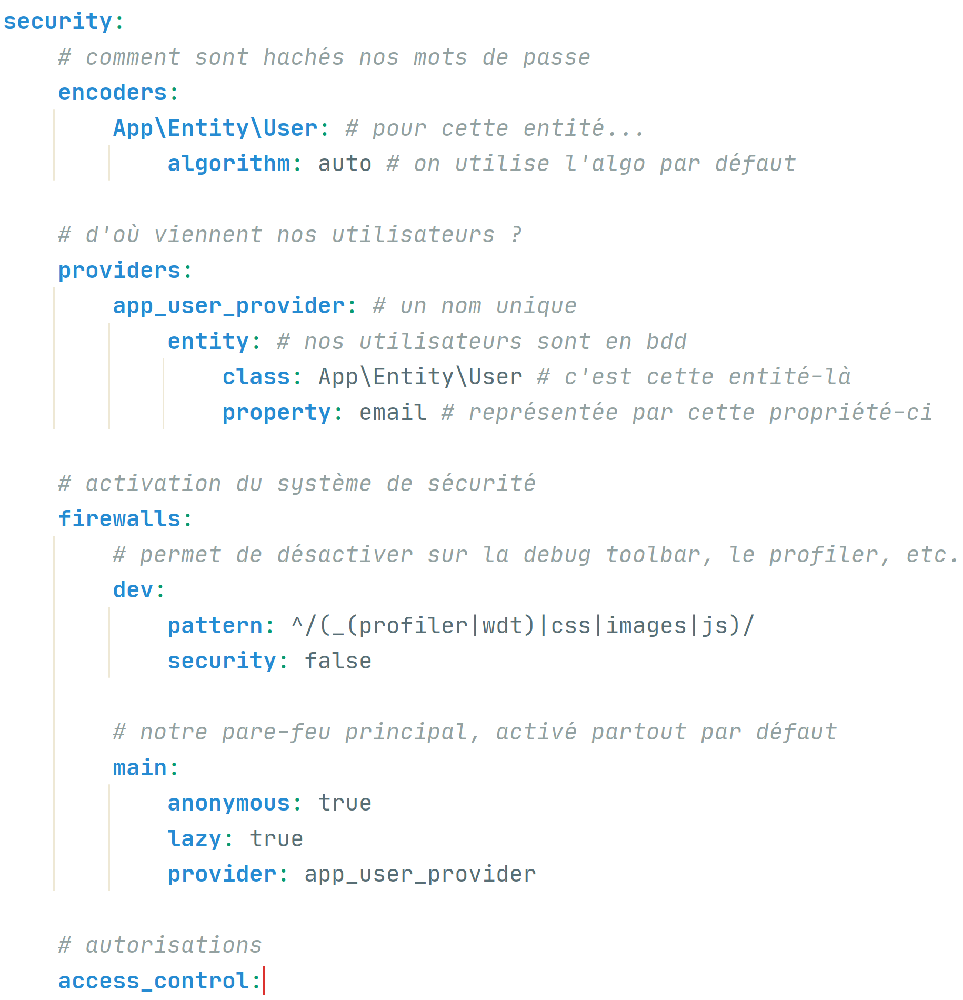 security:
    # comment sont hachés nos mots de passe
    encoders:
        App\Entity\User: # pour cette entité...
            algorithm: auto # on utilise l'algo par défaut

    # d'où viennent nos utilisateurs ?
    providers:
        app_user_provider: # un nom unique
            entity: # nos utilisateurs sont en bdd
                class: App\Entity\User # c'est cette entité-là
                property: email # représentée par cette propriété-ci

    # activation du système de sécurité
    firewalls:
        # permet de désactiver sur la debug toolbar, le profiler, etc.
        dev:
            pattern: ^/(_(profiler|wdt)|css|images|js)/
            security: false

        # notre pare-feu principal, activé partout par défaut
        main:
            anonymous: true
            lazy: true
            provider: app_user_provider

    # autorisations
    access_control: